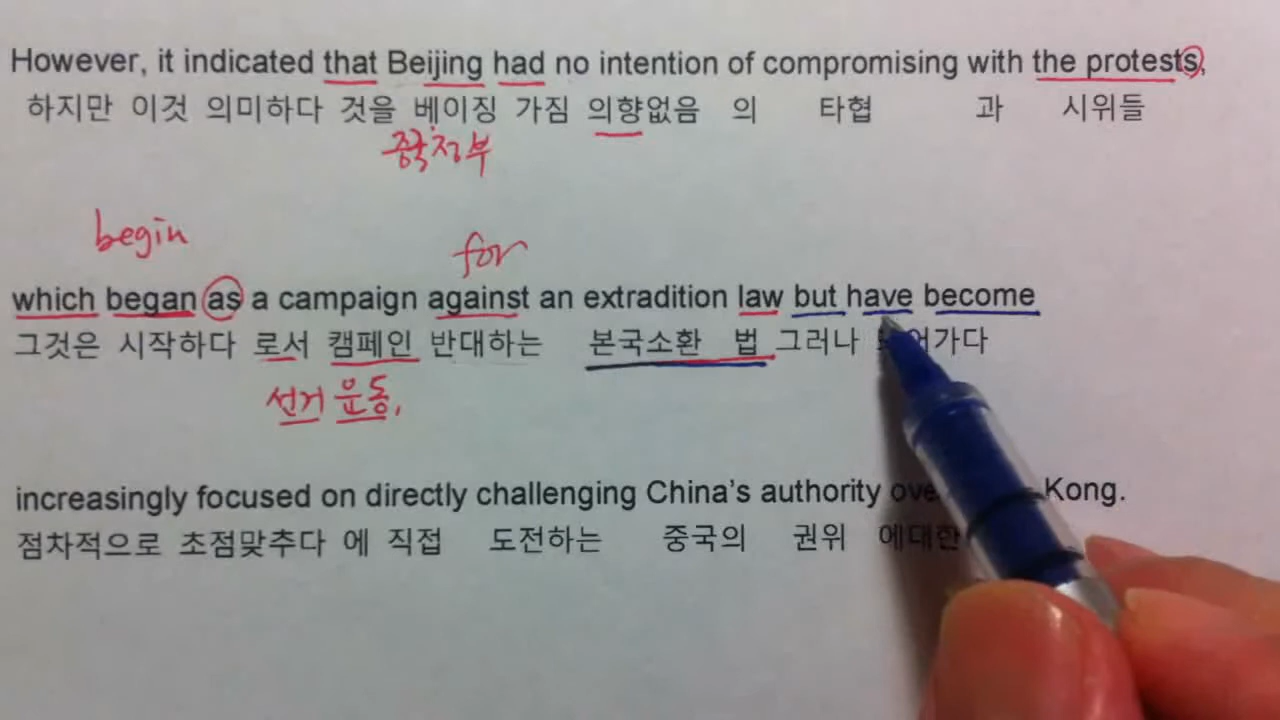 However, it indicated that Beijing had no intention of compromising with the protests,
하지만 이것 의미하다 것을 베이징 가짐 의향없음 의 타협 과 시위들
중국정부
begin for
which began as a campaign against an extradition law but have become
그것은 시작하다 로서 캠페인 반대하는 본국소환 법 그러나
선거 운동,
increasingly focused on directly challenging China's authority Kong.
점차적으로 초점맞추다 에 직접 도전하는 중국의 권위 에대한